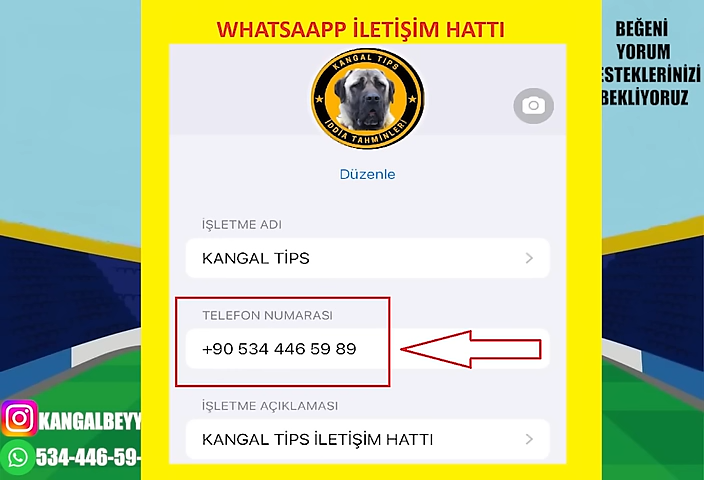 WHATSAAPP İLETİŞİM HATTI
BEĞENİ
YORUM
ESTEKLERİNİZİ
BEKLİYORUZ
KANGAL TIPS
İDDİA TAHMİNLERİ
Düzenle
İŞLETME ADI
KANGAL TİPS
TELEFON NUMARASI
+90 534 446 59 89
İŞLETME AÇIKLAMASI
KANGAL TİPS İLETİŞİM HATTI
KANGALBEYY
534-446-59-